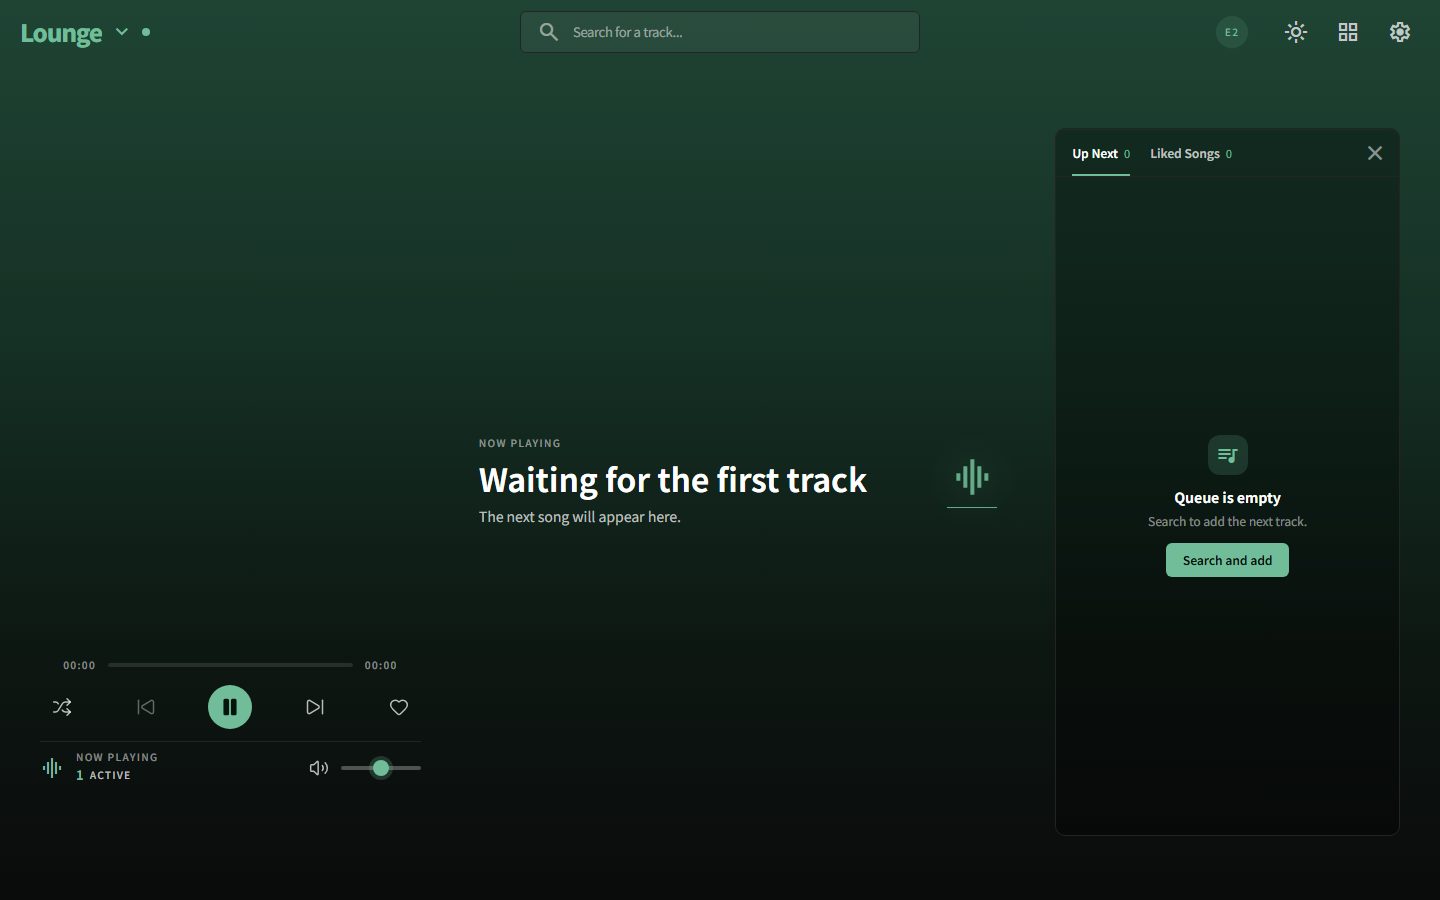 Lounge
Search for a track...
E2
Up Next 0
Liked Songs 0
NOW PLAYING
Waiting for the first track
The next song will appear here.
Queue is empty
Search to add the next track.
Search and add
00:00
00:00
NOW PLAYING
1 ACTIVE